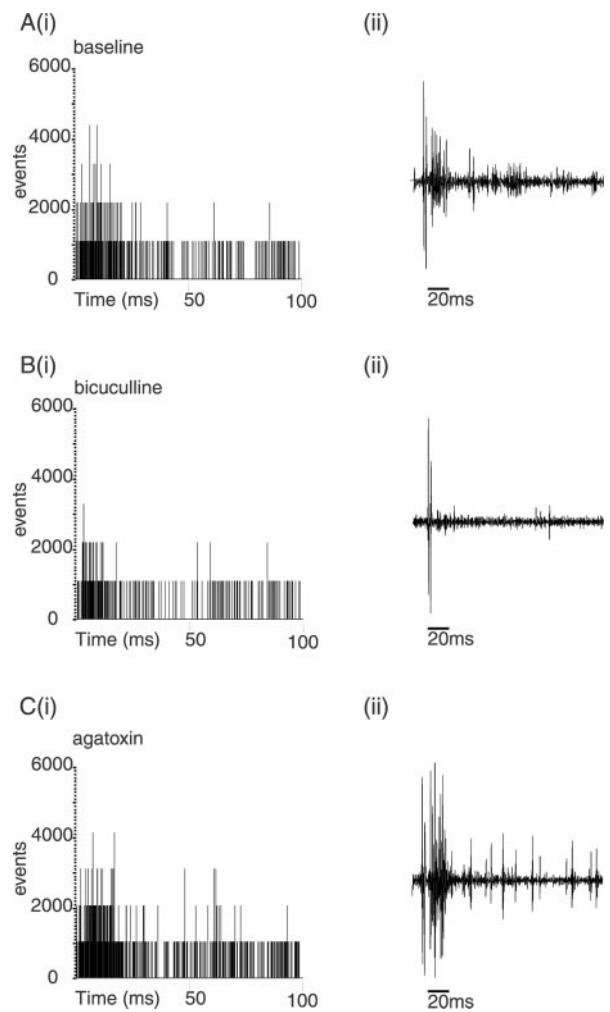 A(i)
(ii)
baseline
6000
4000
events
2000
0
Time (ms)
50
100
20ms
B(i)
(ii)
bicuculline
6000
4000
events
2000
0
Time (ms)
50
100
20ms
C(i)
(ii)
agatoxin
6000
4000
events
2000
0
Time (ms)
50
100
20ms